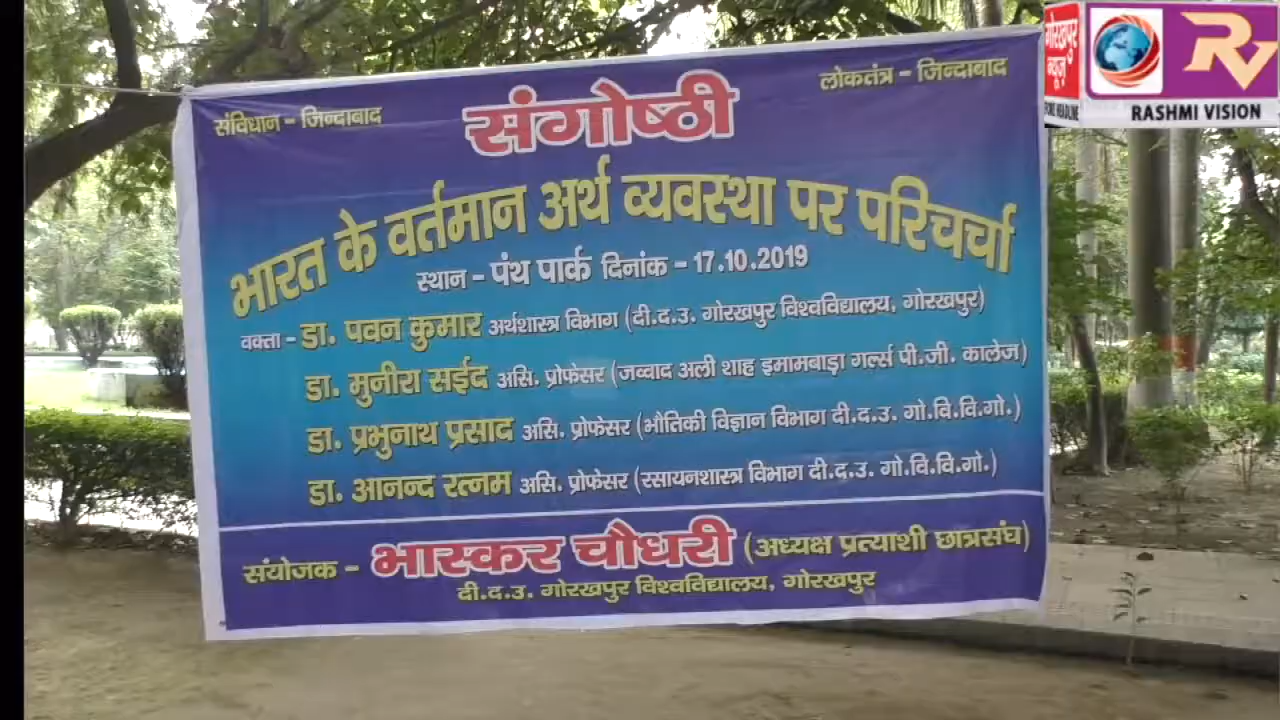 संविधान – जिन्दाबाद
लोकतंत्र – जिन्दाबाद
संगोष्ठी
भारत के वर्तमान अर्थ व्यवस्था पर परिचर्चा
स्थान – पंथ पार्क दिनांक – 17.10.2019
वक्ता – डा. पवन कुमार अर्थशास्त्र विभाग (दी.द.उ. गोरखपुर विश्वविद्यालय, गोरखपुर)
डा. मुनीरा सईद असि. प्रोफेसर (जव्वाद अली शाह इमामबाड़ा गर्ल्स पी.जी. कालेज)
डा. प्रभुनाथ प्रसाद असि. प्रोफेसर (भौतिकी विज्ञान विभाग दी.द.उ. गो.वि.वि.गो.)
डा. आनन्द रत्नम असि. प्रोफेसर (रसायनशास्त्र विभाग दी.द.उ. गो.वि.वि.गो.)
संयोजक – भास्कर चौधरी (अध्यक्ष प्रत्याशी छात्रसंघ)
दी.द.उ. गोरखपुर विश्वविद्यालय, गोरखपुर
गोरखपुर
न्यूज़
HEADLINE
RV
RASHMI VISION